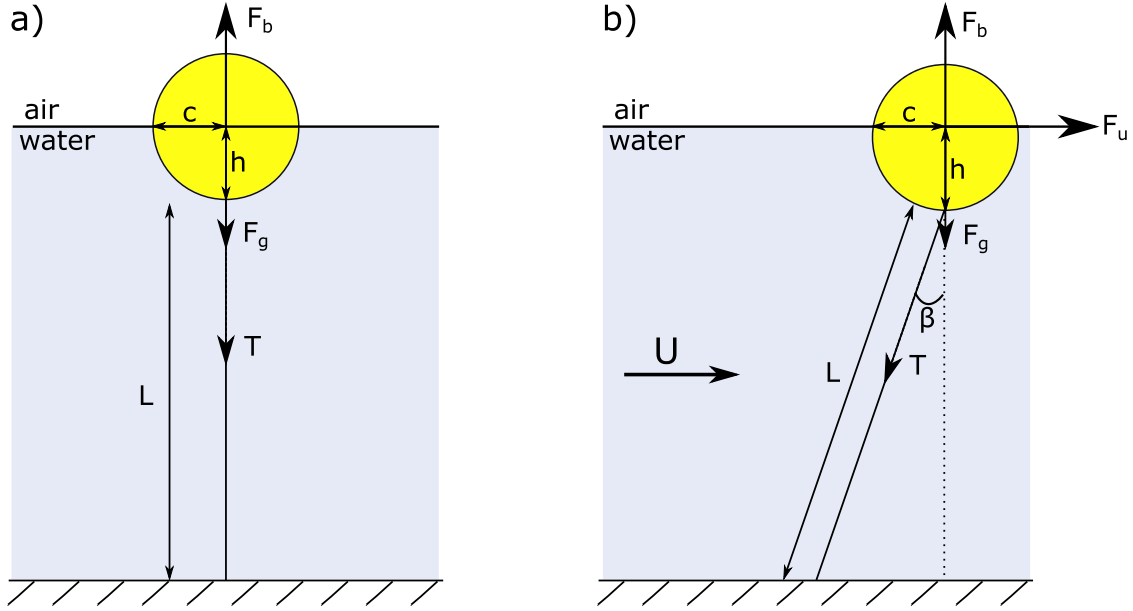 a)
F_b
air
water
c
h
F_g
T
L
b)
F_b
air
water
c
F_u
h
F_g
β
U
L
T